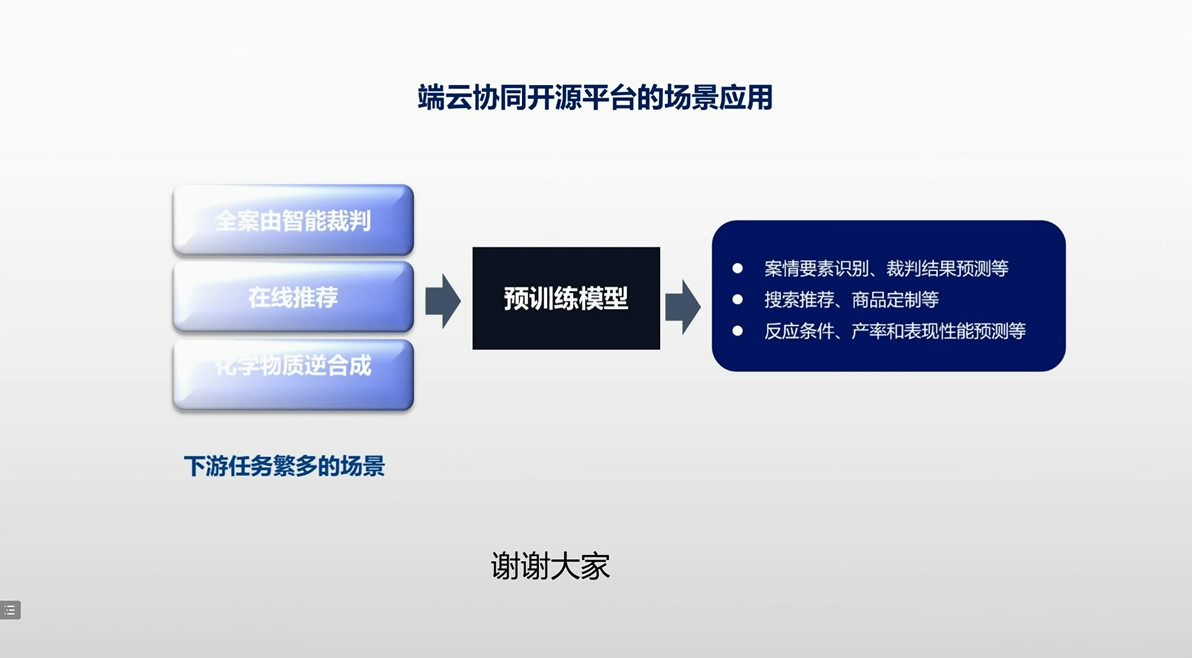 端云协同开源平台的场景应用
全案由智能裁判
在线推荐
化学物质逆合成
下游任务繁多的场景
预训练模型
案情要素识别、裁判结果预测等
搜索推荐、商品定制等
反应条件、产率和表现性能预测等
谢谢大家